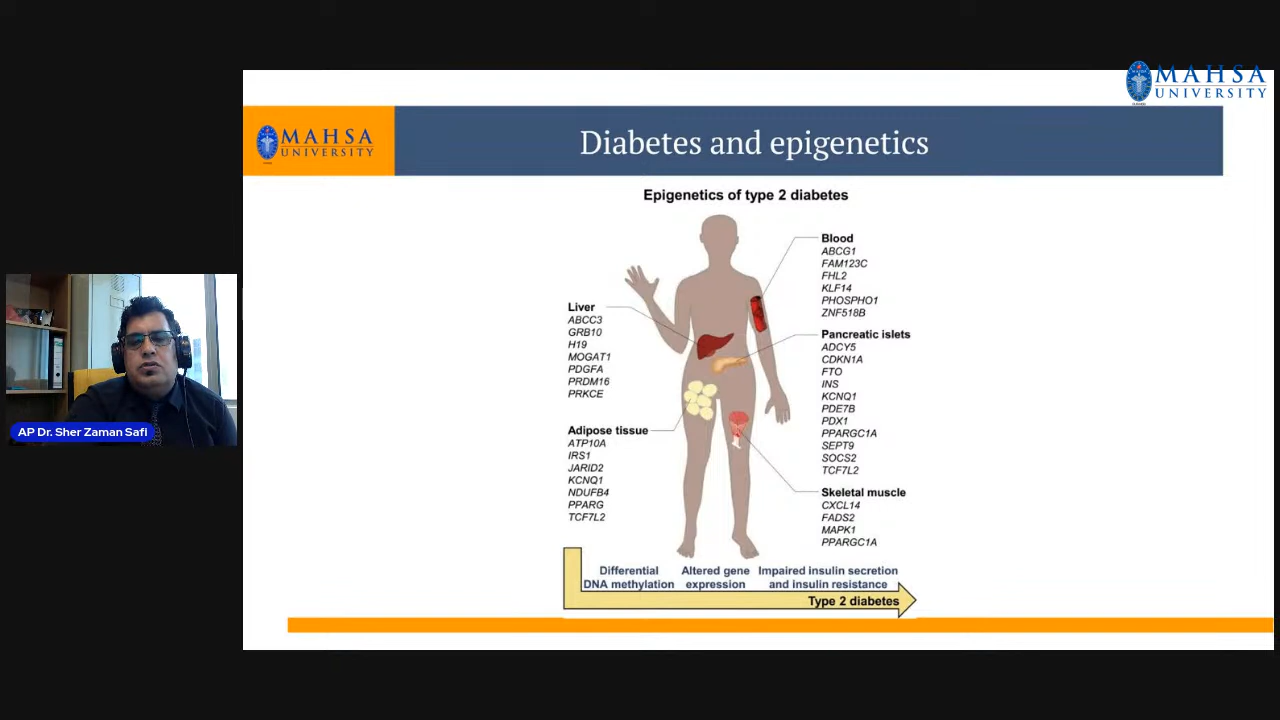 MAHSA
UNIVERSITY
MAHSA
UNIVERSITY
Diabetes and epigenetics
Epigenetics of type 2 diabetes
Liver
ABCC3
GRB10
H19
MOGAT1
PDGFA
PRDM16
PRKCE
Adipose tissue
ATP10A
IRS1
JARID2
KCNQ1
NDUFB4
PPARG
TCF7L2
Blood
ABCG1
FAM123C
FHL2
KLF14
PHOSPHO1
ZNF518B
Pancreatic islets
ADCY5
CDKN1A
FTO
INS
KCNQ1
PDE7B
PDX1
PPARGC1A
SEPT9
SOCS2
TCF7L2
Skeletal muscle
CXCL14
FADS2
MAPK1
PPARGC1A
Differential
DNA methylation
Altered gene
expression
Impaired insulin secretion
and insulin resistance
Type 2 diabetes
AP Dr. Sher Zaman Safi